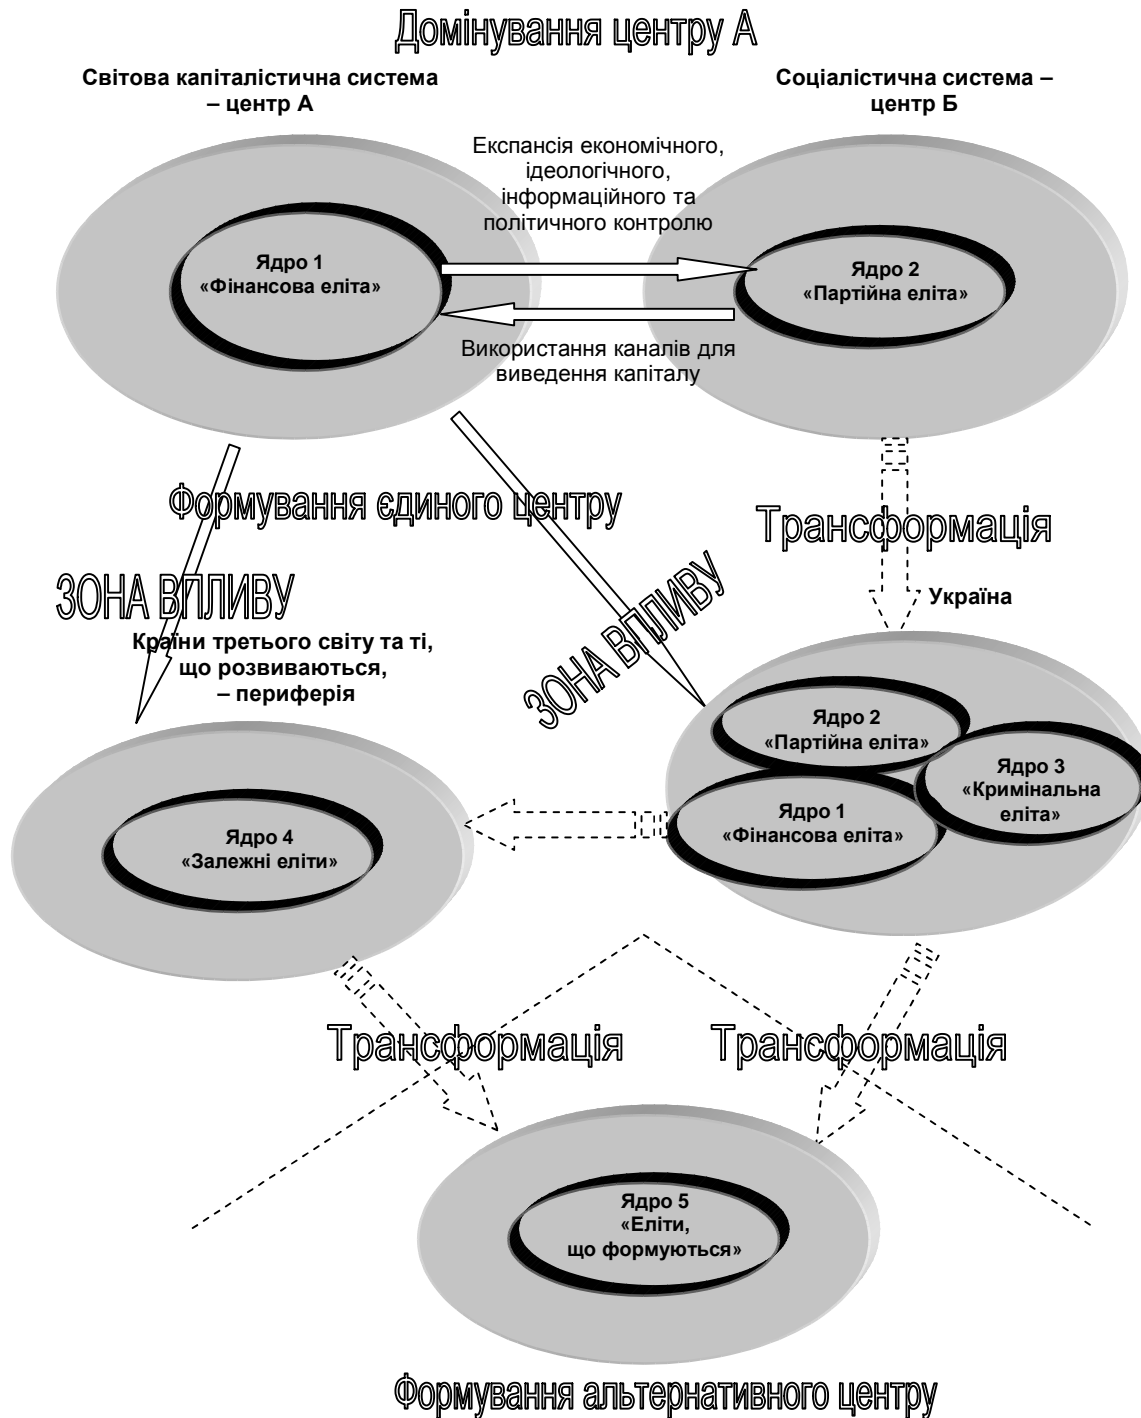 Домінування центру А
Світова капіталістична система
– центр А
Соціалістична система –
центр Б
Експансія економічного,
ідеологічного,
інформаційного та
політичного контролю
Ядро 1
«Фінансова еліта»
Ядро 2
«Партійна еліта»
Використання каналів для
виведення капіталу
Формування єдиного центру
Трансформація
ЗОНА ВПЛИВУ
ЗОНА ВПЛИВУ
Україна
Країни третього світу та ті,
що розвиваються,
– периферія
Ядро 2
«Партійна еліта»
Ядро 3
«Кримінальна
еліта»
Ядро 1
«Фінансова еліта»
Ядро 4
«Залежні еліти»
Трансформація
Трансформація
Ядро 5
«Еліти,
що формуються»
Формування альтернативного центру